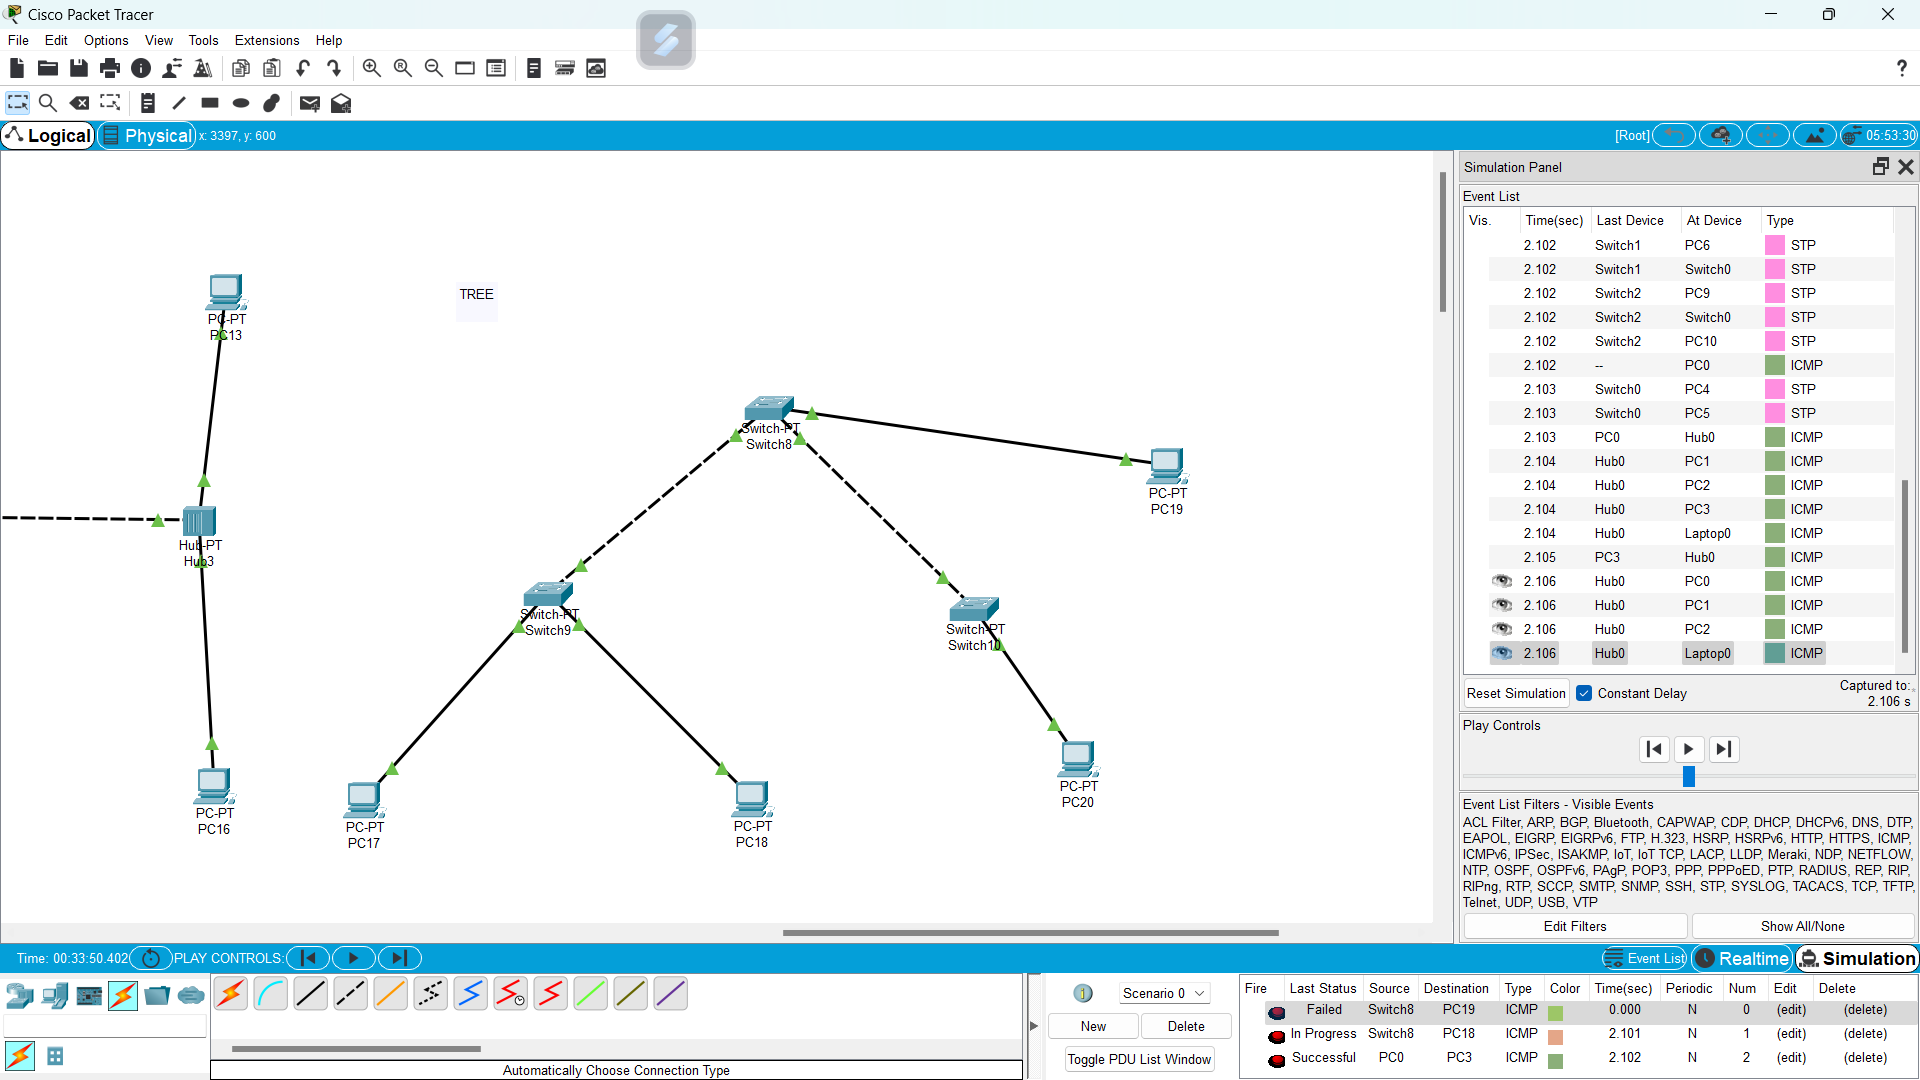 Cisco Packet Tracer
File Edit Options View Tools Extensions Help
Logical Physical x: 3397, y: 600 [Root] 05:53:30
PC-PT
PC13
TREE
Switch-PT
Switch8
PC-PT
PC19
Hub-PT
Hub3
Switch-PT
Switch9
Switch-PT
Switch10
PC-PT
PC16
PC-PT
PC17
PC-PT
PC18
PC-PT
PC20
Simulation Panel
Event List
Vis. Time(sec) Last Device At Device Type
2.102 Switch1 PC6 STP
2.102 Switch1 Switch0 STP
2.102 Switch2 PC9 STP
2.102 Switch2 Switch0 STP
2.102 Switch2 PC10 STP
2.102 -- PC0 ICMP
2.103 Switch0 PC4 STP
2.103 Switch0 PC5 STP
2.103 PC0 Hub0 ICMP
2.104 Hub0 PC1 ICMP
2.104 Hub0 PC2 ICMP
2.104 Hub0 PC3 ICMP
2.104 Hub0 Laptop0 ICMP
2.105 PC3 Hub0 ICMP
2.106 Hub0 PC0 ICMP
2.106 Hub0 PC1 ICMP
2.106 Hub0 PC2 ICMP
2.106 Hub0 Laptop0 ICMP
Reset Simulation Constant Delay Captured to:
2.106 s
Play Controls
Event List Filters - Visible Events
ACL Filter, ARP, BGP, Bluetooth, CAPWAP, CDP, DHCP, DHCPv6, DNS, DTP,
EAPOL, EIGRP, EIGRPv6, FTP, H.323, HSRP, HSRPv6, HTTP, HTTPS, ICMP,
ICMPv6, IPSec, ISAKMP, IoT, IoT TCP, LACP, LLDP, Meraki, NDP, NETFLOW,
NTP, OSPF, OSPFv6, PAgP, POP3, PPP, PPPoED, PTP, RADIUS, REP, RIP,
RIPng, RTP, SCCP, SMTP, SNMP, SSH, STP, SYSLOG, TACACS, TCP, TFTP,
Telnet, UDP, USB, VTP
Edit Filters Show All/None
Time: 00:33:50.402 PLAY CONTROLS: Event List Realtime Simulation
Scenario 0
New Delete
Toggle PDU List Window
Fire Last Status Source Destination Type Color Time(sec) Periodic Num Edit Delete
Failed Switch8 PC19 ICMP 0.000 N 0 (edit) (delete)
In Progress Switch8 PC18 ICMP 2.101 N 1 (edit) (delete)
Successful PC0 PC3 ICMP 2.102 N 2 (edit) (delete)
Automatically Choose Connection Type